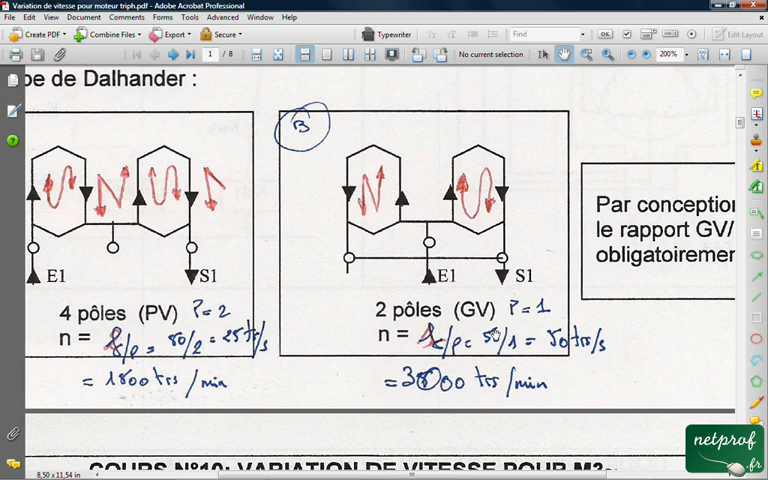 Variation de vitesse pour moteur triph.pdf - Adobe Acrobat Professional
File Edit View Document Comments Forms Tools Advanced Window Help
Create PDF Combine Files Export Secure Forms Review & Comment
Typewriter
Edit Layout
1 / 8
No current selection
200%
Find
pe de Dalhander :
B
N S
E1 S1
E1 S1
4 pôles (PV) P = 2
n = f/p = 50/2 = 25 trs/s
= 1500 trs/min
2 pôles (GV) P = 1
n = f/p = 50/1 = 50 trs/s
= 3000 trs/min
Par conception
le rapport GV/
obligatoiremen
8,50 x 11,54 in
COURS N°10: VARIATION DE VITESSE POUR M
netprof
.fr